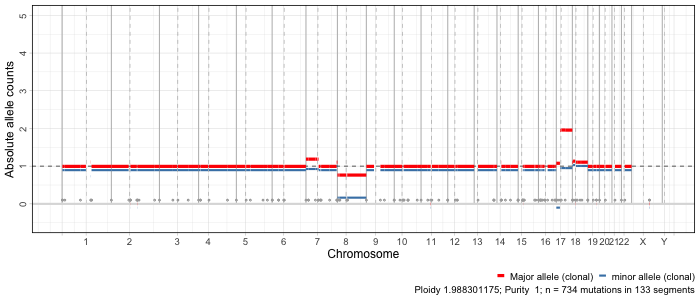 Absolute allele counts
5
4
3
2
1
0
1 2 3 4 5 6 7 8 9 10 11 12 13 14 15 16 17 18 19 20 21 22 X Y
Chromosome
Major allele (clonal) minor allele (clonal)
Ploidy 1.988301175; Purity 1; n = 734 mutations in 133 segments